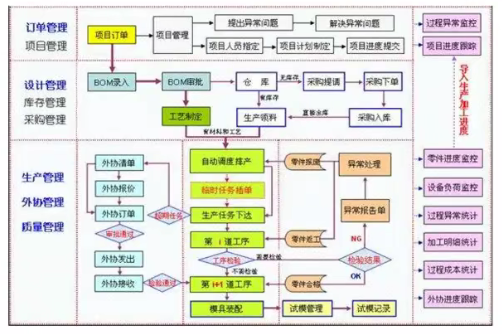 订单管理
项目管理
项目订单
项目管理
提出异常问题
解决异常问题
项目人员指定
项目计划制定
项目进度提交
过程异常监控
项目进度跟踪
设计管理
库存管理
采购管理
BOM录入
BOM审批
仓 库
无库存
采购提请
采购下单
工艺制定
有库存
生产领料
直接出库
采购入库
导入生产加工进度
有材料和工艺
生产管理
外协管理
质量管理
外协清单
外协报价
外协订单
审批通过
外协发出
外协接收
超期任务
检验通过
自动调度排产
临时任务插单
生产任务下达
第 i 道工序
工序检验
需要检验
不需检验
第 i+1 道工序
模具装配
零件报废
零件返工
零件合格
异常处理
异常报告单
NG
检验结果
OK
试模管理
试模记录
零件进度监控
设备负荷监控
过程异常统计
加工明细统计
过程成本统计
外协进度跟踪